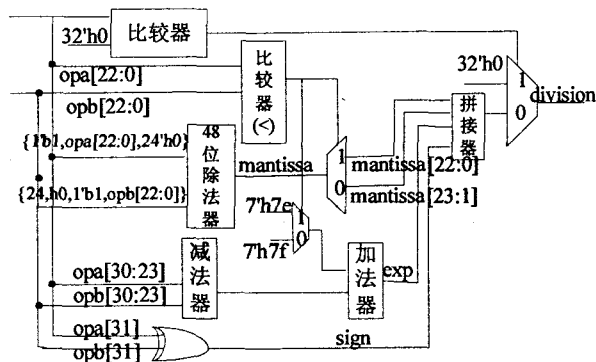 32'h0
比较器
opa[22:0]
opb[22:0]
比较器(<)
32'h0
1
0
division
拼接器
{1'b1,opa[22:0],24'h0}
{24,h0,1'b1,opb[22:0]}
48位除法器
mantissa
1
0
mantissa[22:0]
mantissa[23:1]
7'h7e
7'h7f
1
0
opa[30:23]
opb[30:23]
减法器
加法器
exp
opa[31]
opb[31]
sign